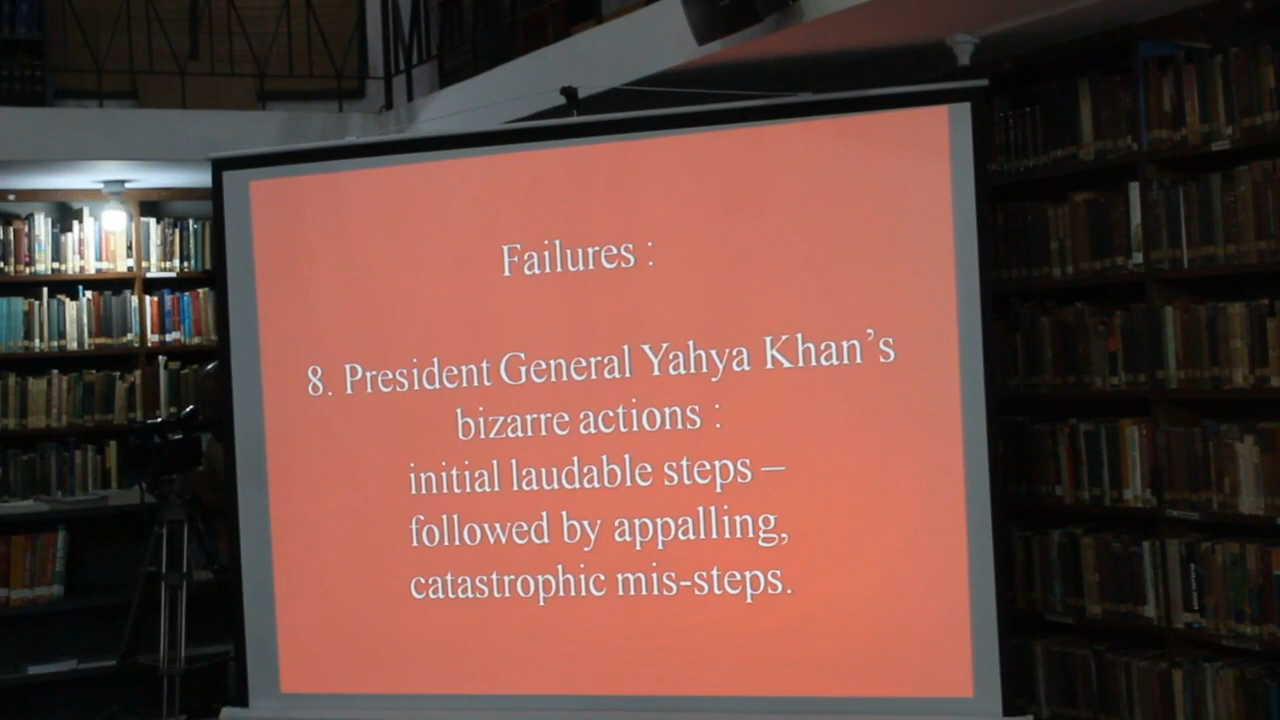 Failures :
8. President General Yahya Khan’s
bizarre actions :
initial laudable steps –
followed by appalling,
catastrophic mis-steps.